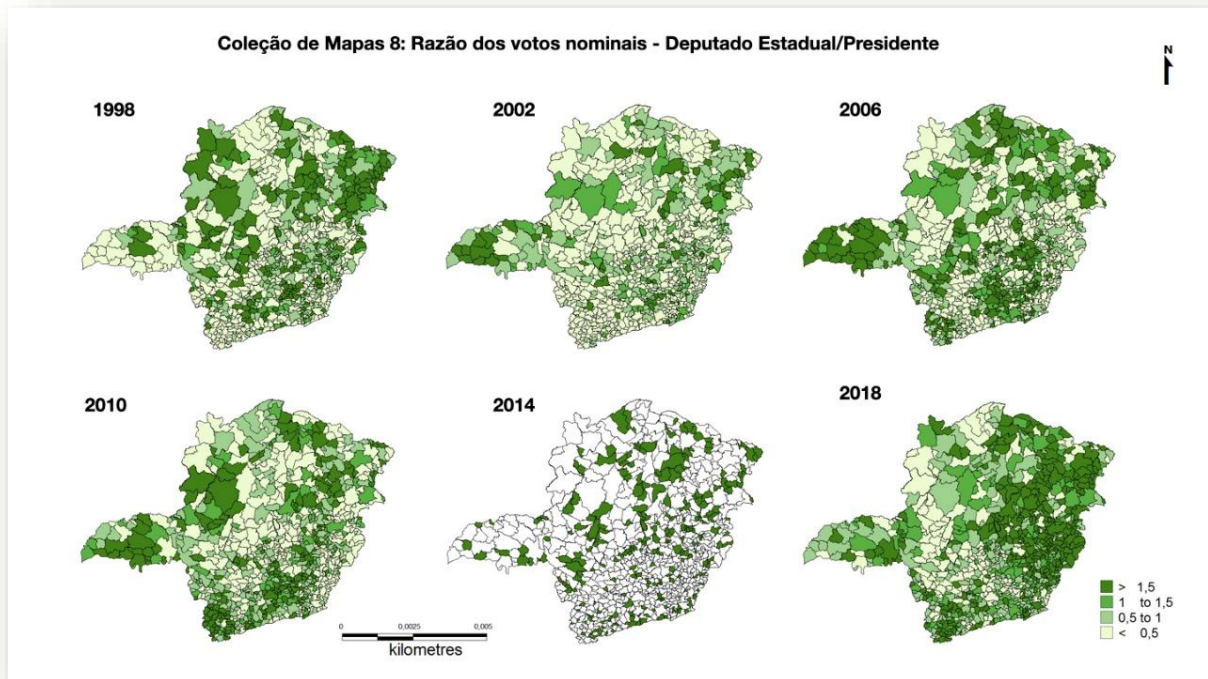 Coleção de Mapas 8: Razão dos votos nominais - Deputado Estadual/Presidente
N
1998
2002
2006
2010
2014
2018
0 0,0025 0,005
kilometres
> 1,5
1 to 1,5
0,5 to 1
< 0,5